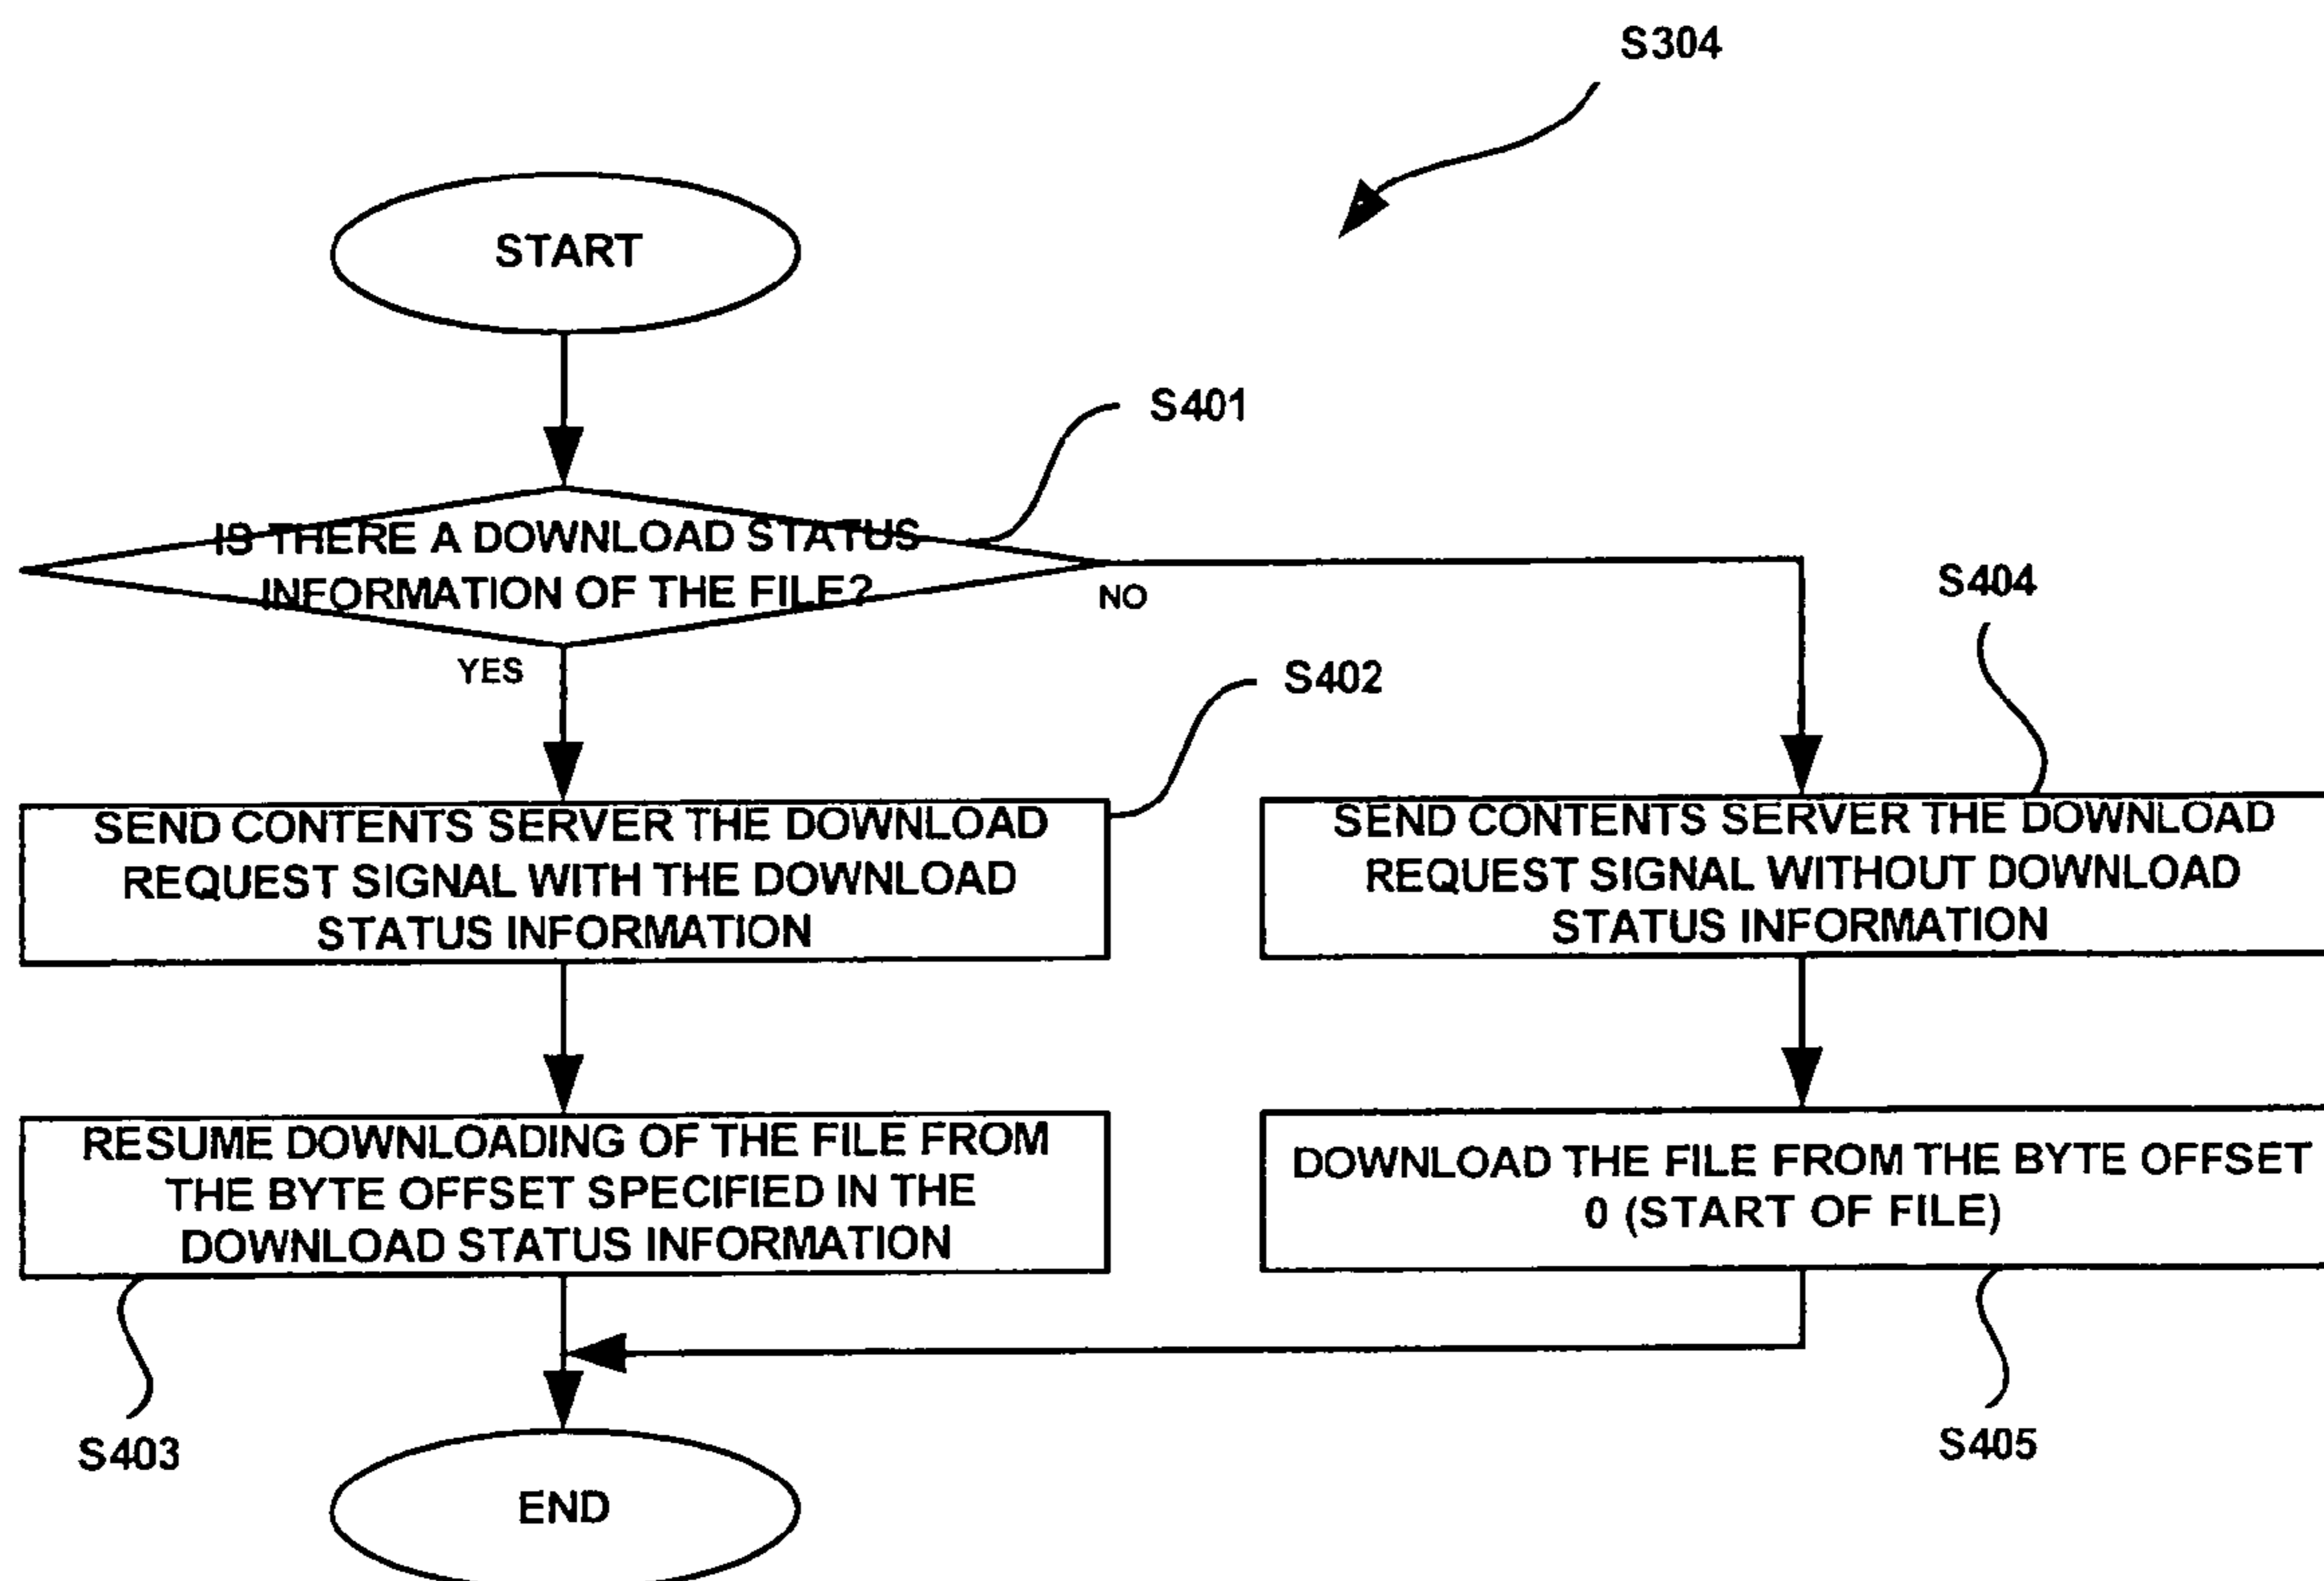 S304
START
S401
IS THERE A DOWNLOAD STATUS
INFORMATION OF THE FILE?
NO
YES
S404
S402
SEND CONTENTS SERVER THE DOWNLOAD
REQUEST SIGNAL WITH THE DOWNLOAD
STATUS INFORMATION
SEND CONTENTS SERVER THE DOWNLOAD
REQUEST SIGNAL WITHOUT DOWNLOAD
STATUS INFORMATION
RESUME DOWNLOADING OF THE FILE FROM
THE BYTE OFFSET SPECIFIED IN THE
DOWNLOAD STATUS INFORMATION
DOWNLOAD THE FILE FROM THE BYTE OFFSET
0 (START OF FILE)
S403
S405
END